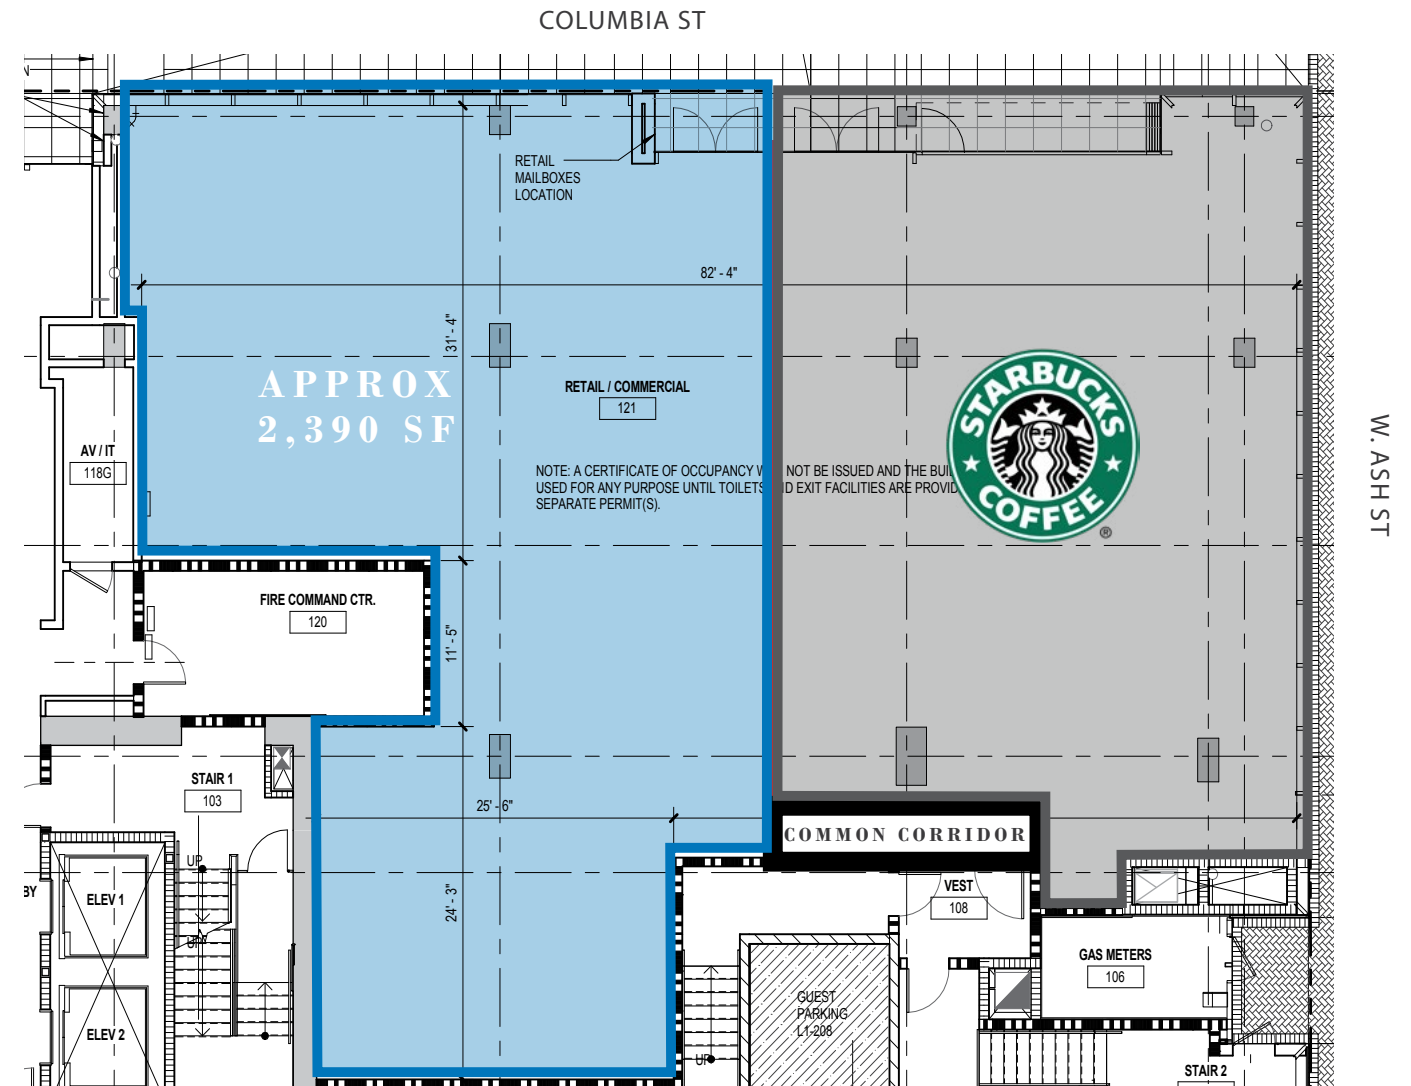 COLUMBIA ST
N
RETAIL
MAILBOXES
LOCATION
82' - 4"
31' - 4"
APPROX
2,390 SF
RETAIL / COMMERCIAL
121
STARBUCKS
COFFEE
®
W. ASH ST
AV / IT
118G
NOTE: A CERTIFICATE OF OCCUPANCY W NOT BE ISSUED AND THE BUI
USED FOR ANY PURPOSE UNTIL TOILETS ID EXIT FACILITIES ARE PROVID
SEPARATE PERMIT(S).
FIRE COMMAND CTR.
120
11' - 5"
STAIR 1
103
25' - 6"
COMMON CORRIDOR
UP
BY
ELEV 1
VEST
108
24' - 3"
UP
GAS METERS
106
GUEST
PARKING
L1-208
ELEV 2
UP
STAIR 2